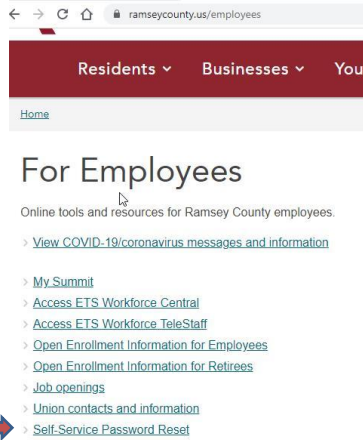 ramseycounty.us/employees
Residents Businesses You
Home
For Employees
Online tools and resources for Ramsey County employees.
View COVID-19/coronavirus messages and information
My Summit
Access ETS Workforce Central
Access ETS Workforce TeleStaff
Open Enrollment Information for Employees
Open Enrollment Information for Retirees
Job openings
Union contacts and information
Self-Service Password Reset